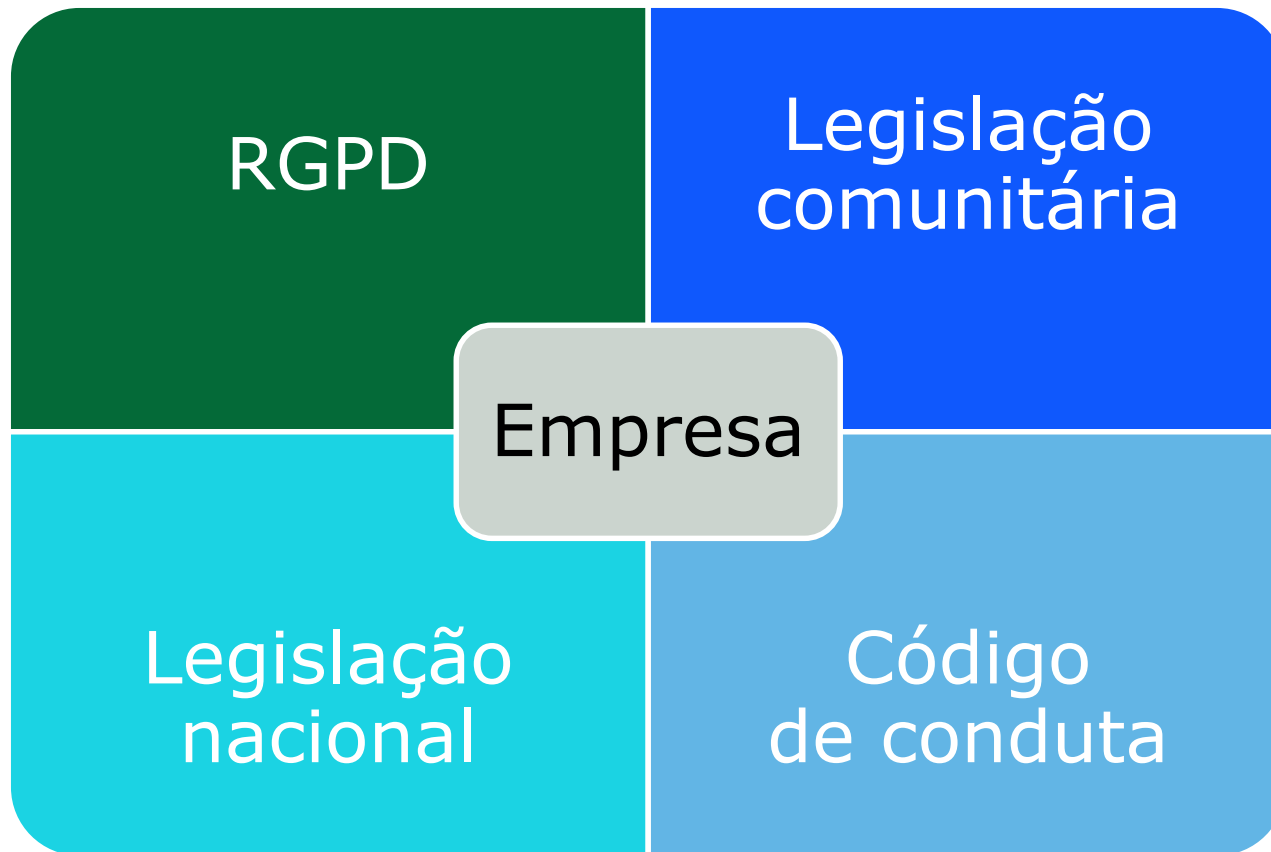 RGPD
Legislação
comunitária
Empresa
Legislação
nacional
Código
de conduta